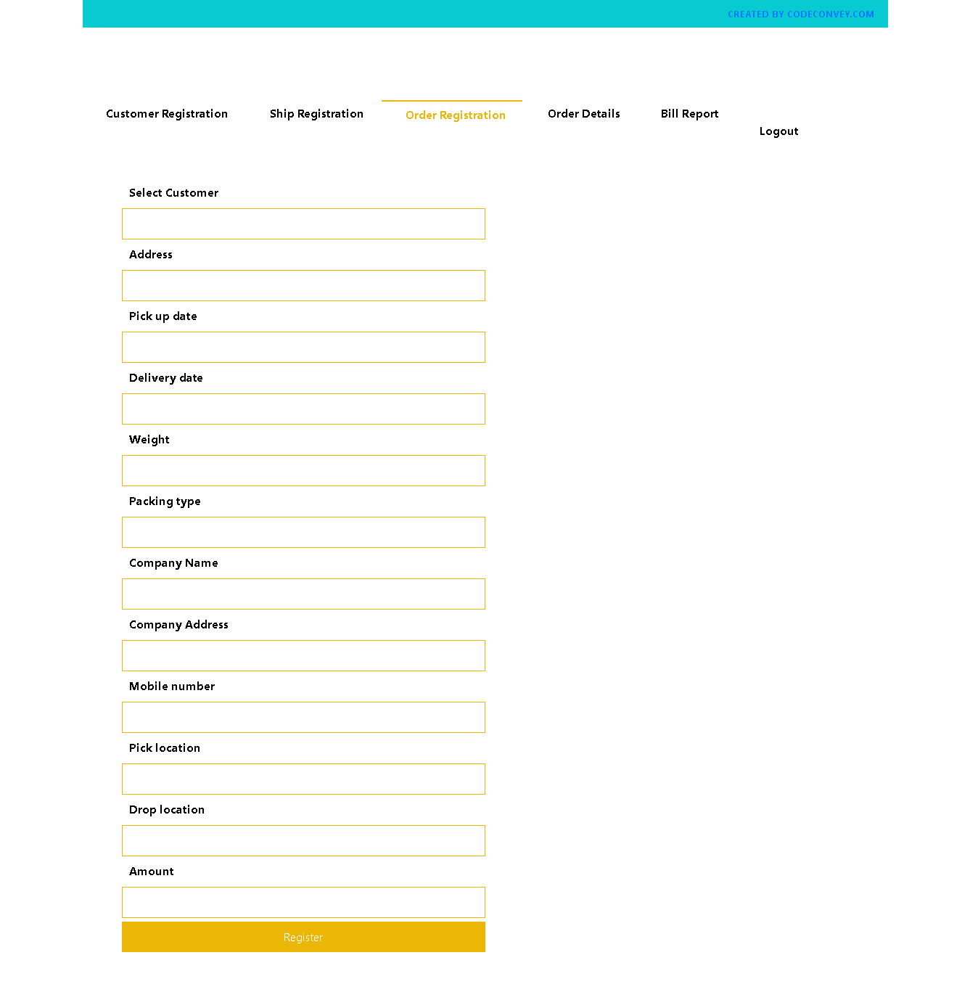 CREATED BY CODECONVEY.COM
Customer Registration Ship Registration Order Registration Order Details Bill Report
Logout
Select Customer
Address
Pick up date
Delivery date
Weight
Packing type
Company Name
Company Address
Mobile number
Pick location
Drop location
Amount
Register